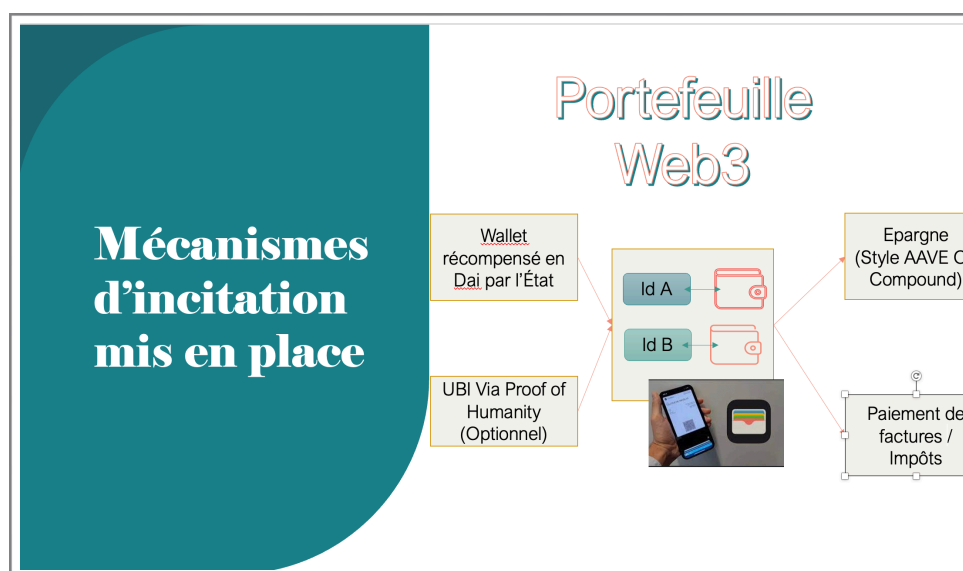 Portefeuille
Web3
Mécanismes
d'incitation
mis en place
Wallet
récompensé en
Dai par l'État
UBI Via Proof of
Humanity
(Optionnel)
Id A
Id B
Epargne
(Style AAVE O
Compound)
Paiement de
factures /
Impôts